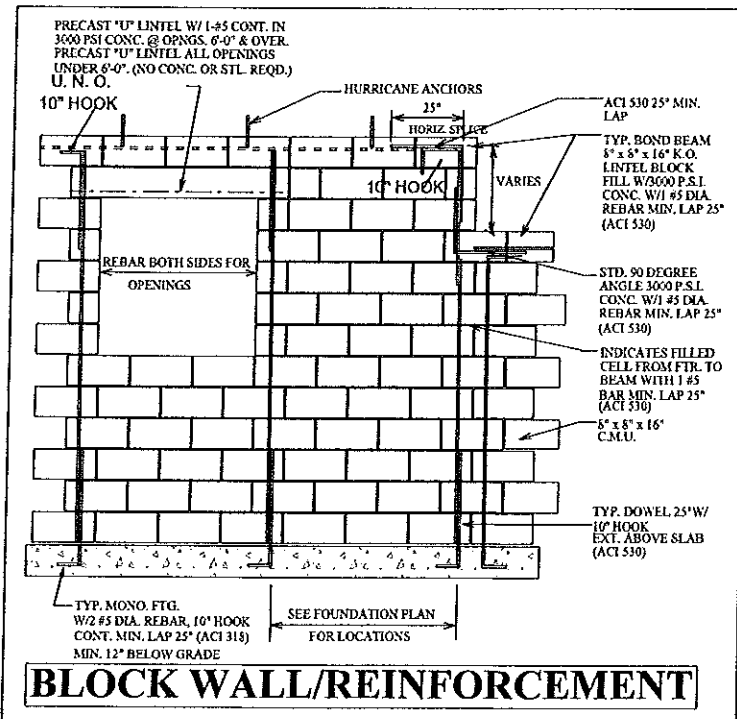 PRECAST "U" LINTEL W/ 1-#5 CONT. IN
3000 PSI CONC. @ OPNGS. 6'-0" & OVER.
PRECAST "U" LINTEL ALL OPENINGS
UNDER 6'-0". (NO CONC. OR STL. REQD.)
U. N. O.
10" HOOK
HURRICANE ANCHORS
25"
HORIZ. SPLICE
10" HOOK
VARIES
ACI 530 25" MIN.
LAP
TYP. BOND BEAM
8" x 8" x 16" K.O.
LINTEL BLOCK
FILL W/3000 P.S.I.
CONC. W/1 #5 DIA.
REBAR MIN. LAP 25"
(ACI 530)
REBAR BOTH SIDES FOR
OPENINGS
STD. 90 DEGREE
ANGLE 3000 P.S.I.
CONC. W/1 #5 DIA.
REBAR MIN. LAP 25"
(ACI 530)
INDICATES FILLED
CELL FROM FTR. TO
BEAM WITH 1 #5
BAR MIN. LAP 25"
(ACI 530)
8" x 8" x 16"
C.M.U.
TYP. DOWEL 25" W/
10" HOOK
EXT. ABOVE SLAB
(ACI 530)
TYP. MONO. FTG.
W/2 #5 DIA. REBAR, 10" HOOK
CONT. MIN. LAP 25" (ACI 318)
MIN. 12" BELOW GRADE
SEE FOUNDATION PLAN
FOR LOCATIONS
BLOCK WALL/REINFORCEMENT